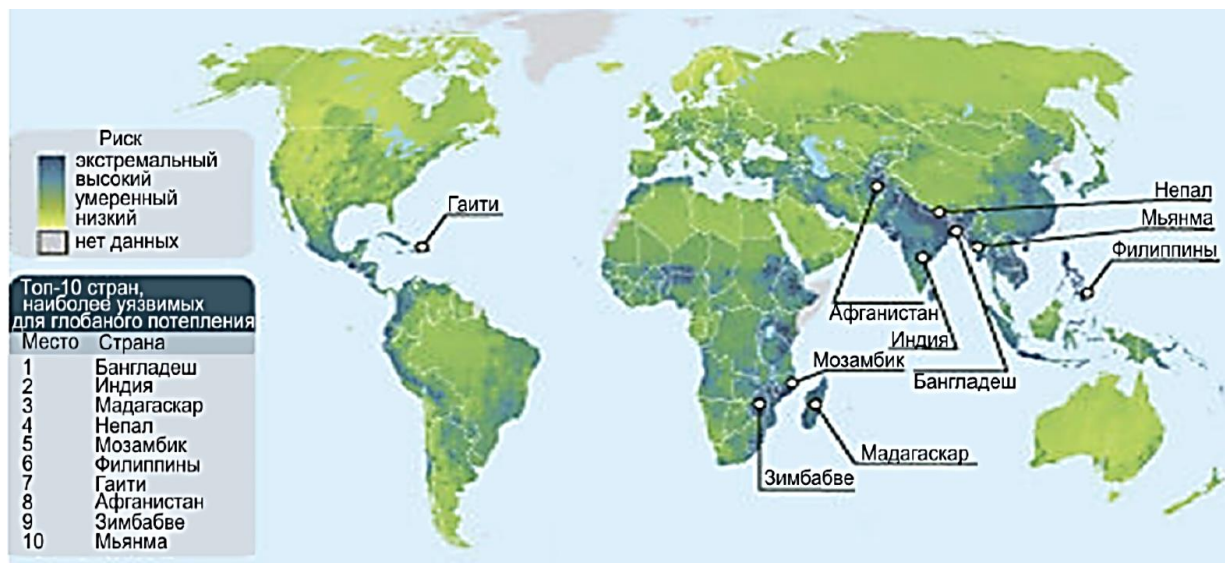 Риск
экстремальный
высокий
умеренный
низкий
нет данных
Топ-10 стран,
наиболее уязвимых
для глобаного потепления
Место Страна
1 Бангладеш
2 Индия
3 Мадагаскар
4 Непал
5 Мозамбик
6 Филиппины
7 Гаити
8 Афганистан
9 Зимбабве
10 Мьянма
Гаити
Непал
Мьянма
Филиппины
Афганистан
Индия
Мозамбик
Бангладеш
Мадагаскар
Зимбабве